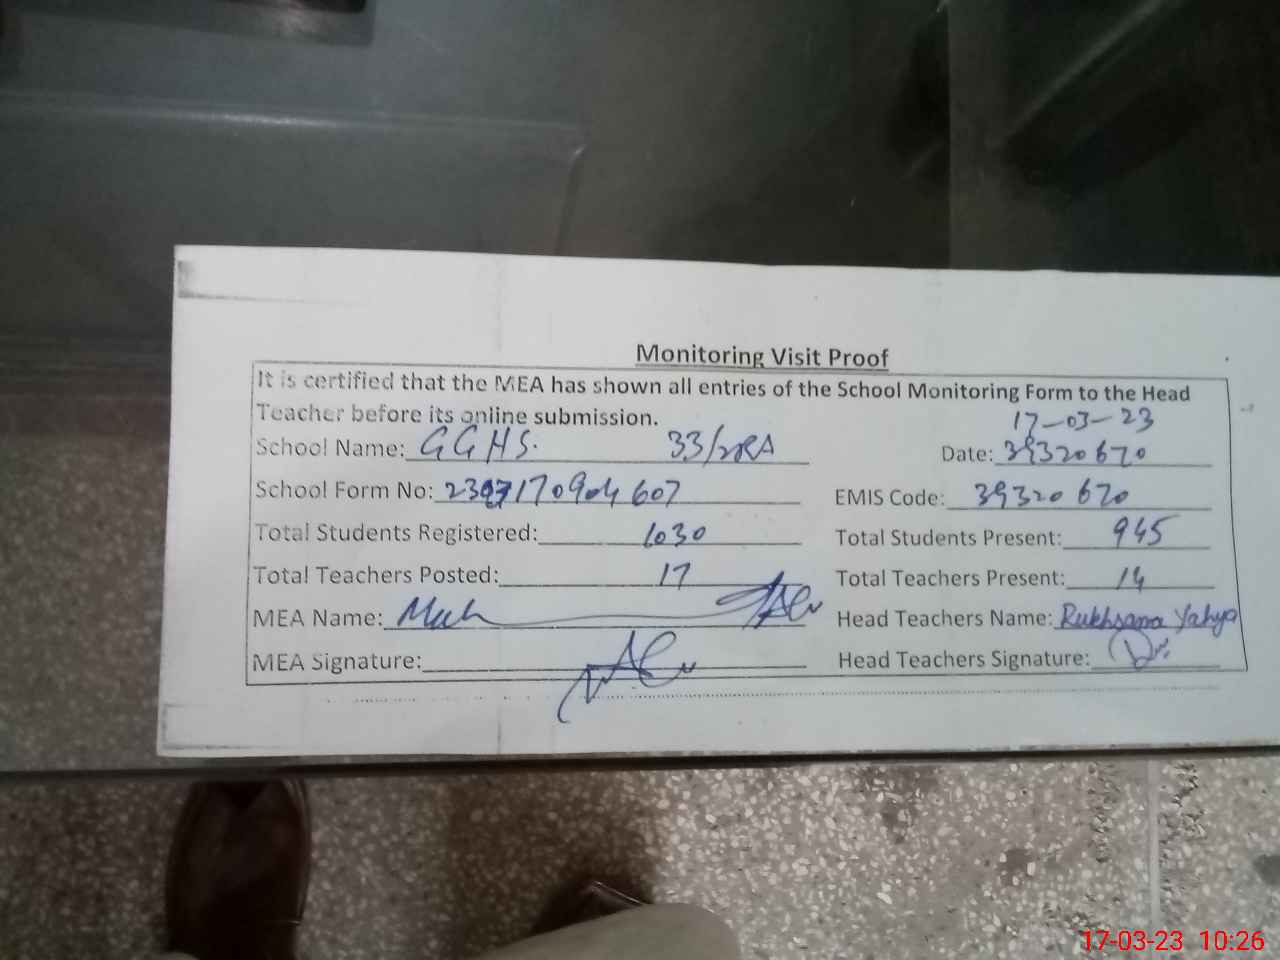 Monitoring Visit Proof
It is certified that the MEA has shown all entries of the School Monitoring Form to the Head
Teacher before its online submission.
17-03-23
School Name: GGHS. 33/2RA Date: 39320670
School Form No: EMIS Code: 39320670
Total Students Registered: 1030 Total Students Present: 945
Total Teachers Posted: 17 Total Teachers Present: 14
MEA Name: Head Teachers Name: Rukhsana Yahya
MEA Signature: Head Teachers Signature:
17-03-23 10:26